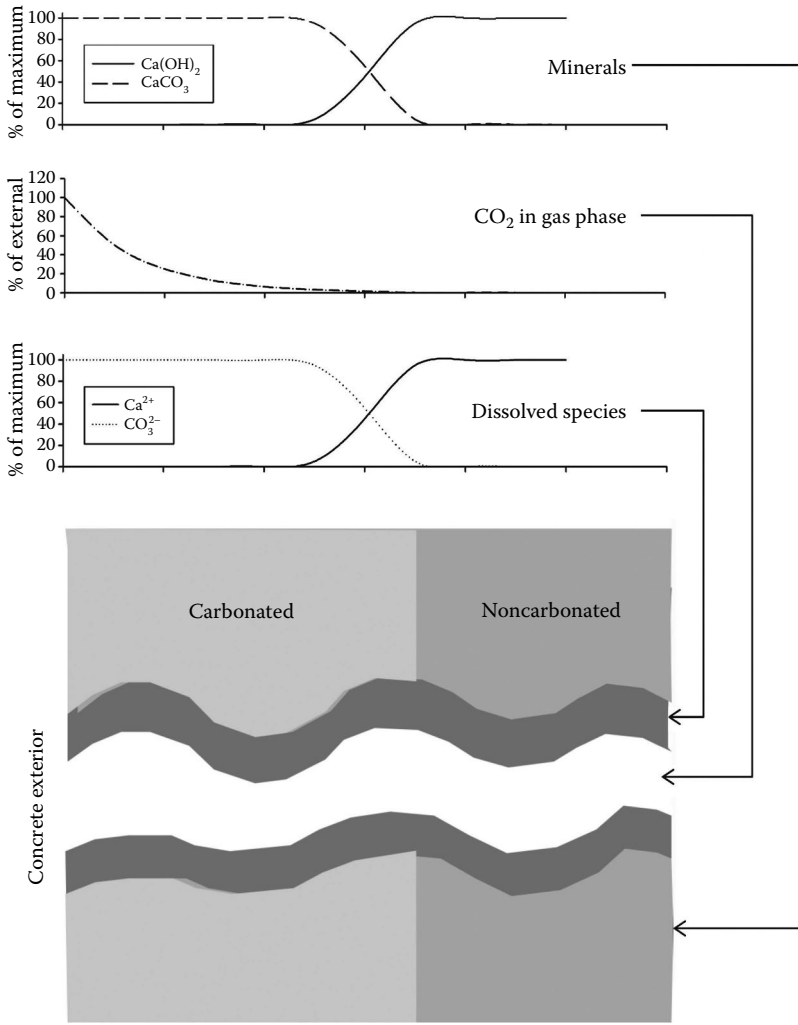 % of maximum
100
80
60
40
20
0
Ca(OH)₂
CaCO₃
Minerals
% of external
120
100
80
60
40
20
0
CO₂ in gas phase
% of maximum
100
80
60
40
20
0
Ca²⁺
CO₃²⁻
Dissolved species
Carbonated
Noncarbonated
Concrete exterior